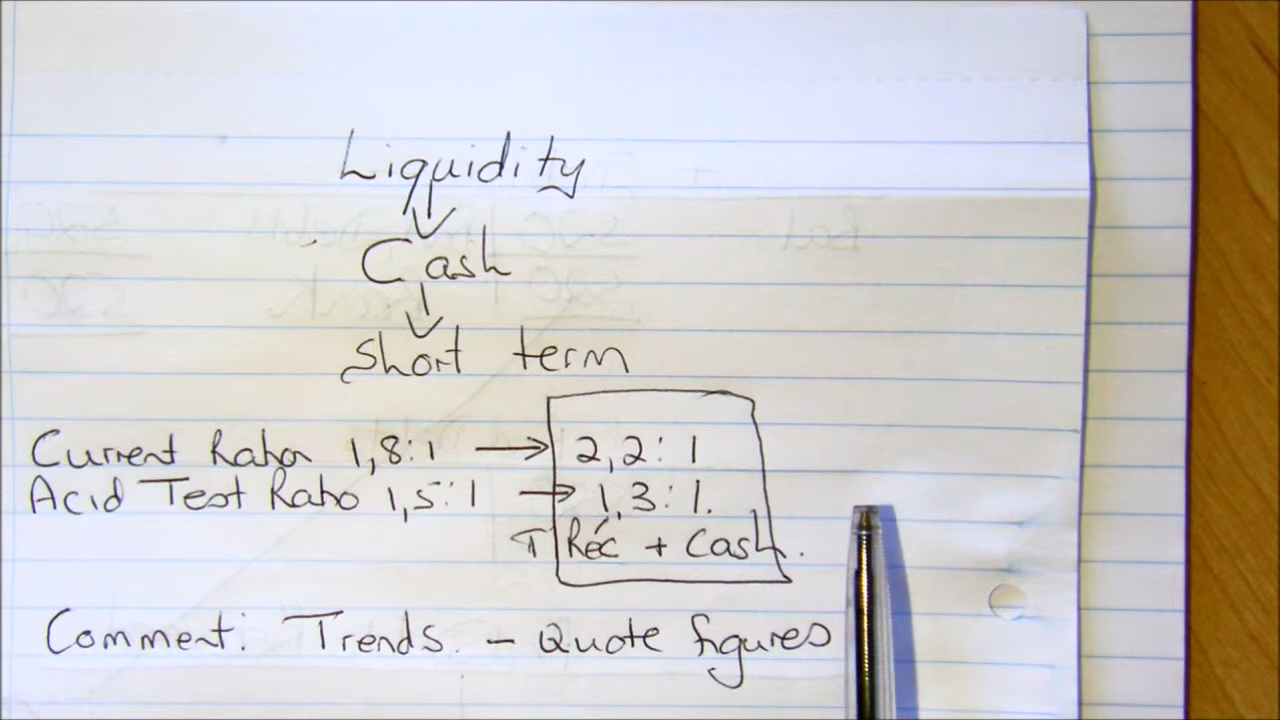 Liquidity
Cash
Short term
Current Ratio 1,8:1 → 2,2:1
Acid Test Ratio 1,5:1 → 1,3:1.
T Rec + Cash.
Comment: Trends. - Quote figures